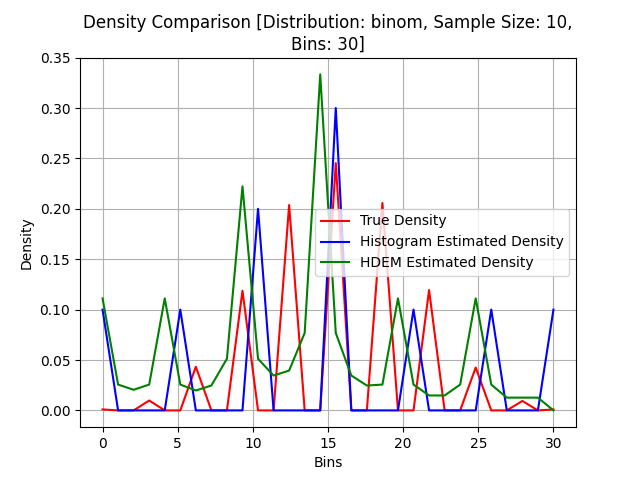 Density Comparison [Distribution: binom, Sample Size: 10,
Bins: 30]
0.35
0.30
0.25
0.20
0.15
0.10
0.05
0.00
Density
True Density
Histogram Estimated Density
HDEM Estimated Density
0 5 10 15 20 25 30
Bins